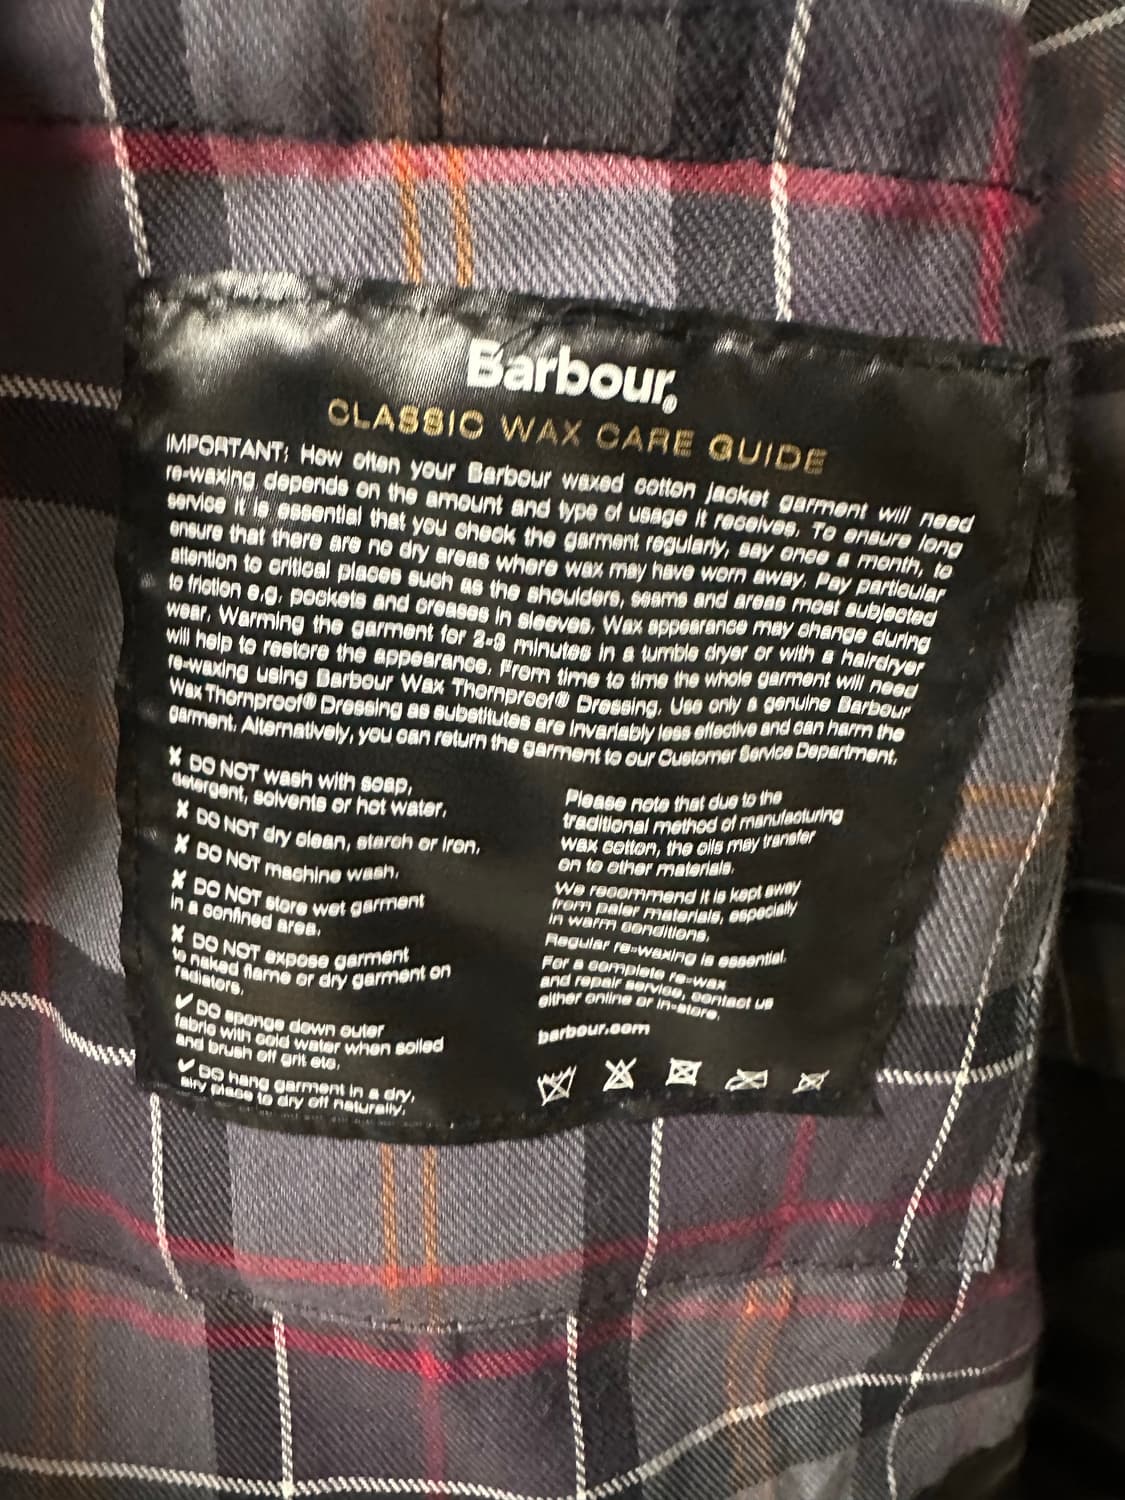 Barbour®
CLASSIC WAX CARE GUIDE
IMPORTANT: How often your Barbour waxed cotton jacket garment will need
re-waxing depends on the amount and type of usage it receives. To ensure long
service it is essential that you check the garment regularly, say once a month, to
ensure that there are no dry areas where wax may have worn away. Pay particular
attention to critical places such as the shoulders, seams and areas most subjected
to friction e.g. pockets and creases in sleeves. Wax appearance may change during
wear. Warming the garment for 2-3 minutes in a tumble dryer or with a hairdryer
will help to restore the appearance. From time to time the whole garment will need
re-waxing using Barbour Wax Thornproof® Dressing. Use only a genuine Barbour
Wax Thornproof® Dressing as substitutes are invariably less effective and can harm the
garment. Alternatively, you can return the garment to our Customer Service Department.
✘ DO NOT wash with soap,
detergent, solvents or hot water.
✘ DO NOT dry clean, starch or iron.
✘ DO NOT machine wash.
✘ DO NOT store wet garment
in a confined area.
✘ DO NOT expose garment
to naked flame or dry garment on
radiators.
✔ DO sponge down outer
fabric with cold water when soiled
and brush off grit etc.
✔ DO hang garment in a dry,
airy place to dry off naturally.
Please note that due to the
traditional method of manufacturing
wax cotton, the oils may transfer
on to other materials.
We recommend it is kept away
from paler materials, especially
in warm conditions.
Regular re-waxing is essential.
For a complete re-wax
and repair service, contact us
either online or in-store.
barbour.com